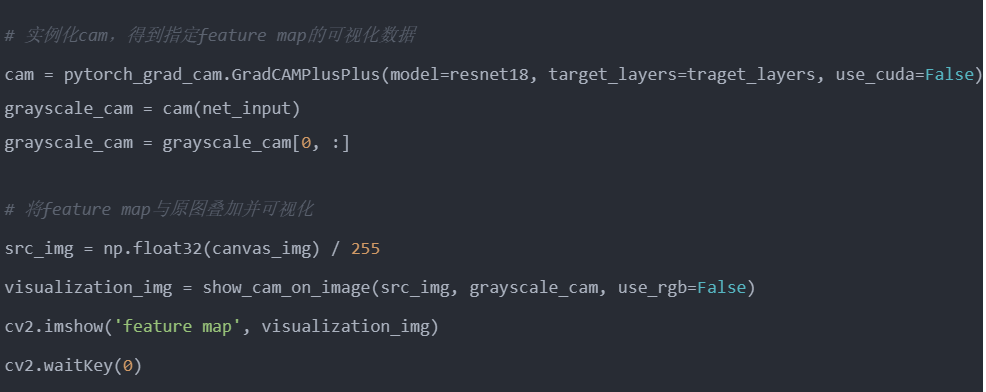 # 实例化cam，得到指定feature map的可视化数据
cam = pytorch_grad_cam.GradCAMPlusPlus(model=resnet18, target_layers=traget_layers, use_cuda=False)
grayscale_cam = cam(net_input)
grayscale_cam = grayscale_cam[0, :]
# 将feature map与原图叠加并可视化
src_img = np.float32(canvas_img) / 255
visualization_img = show_cam_on_image(src_img, grayscale_cam, use_rgb=False)
cv2.imshow('feature map', visualization_img)
cv2.waitKey(0)